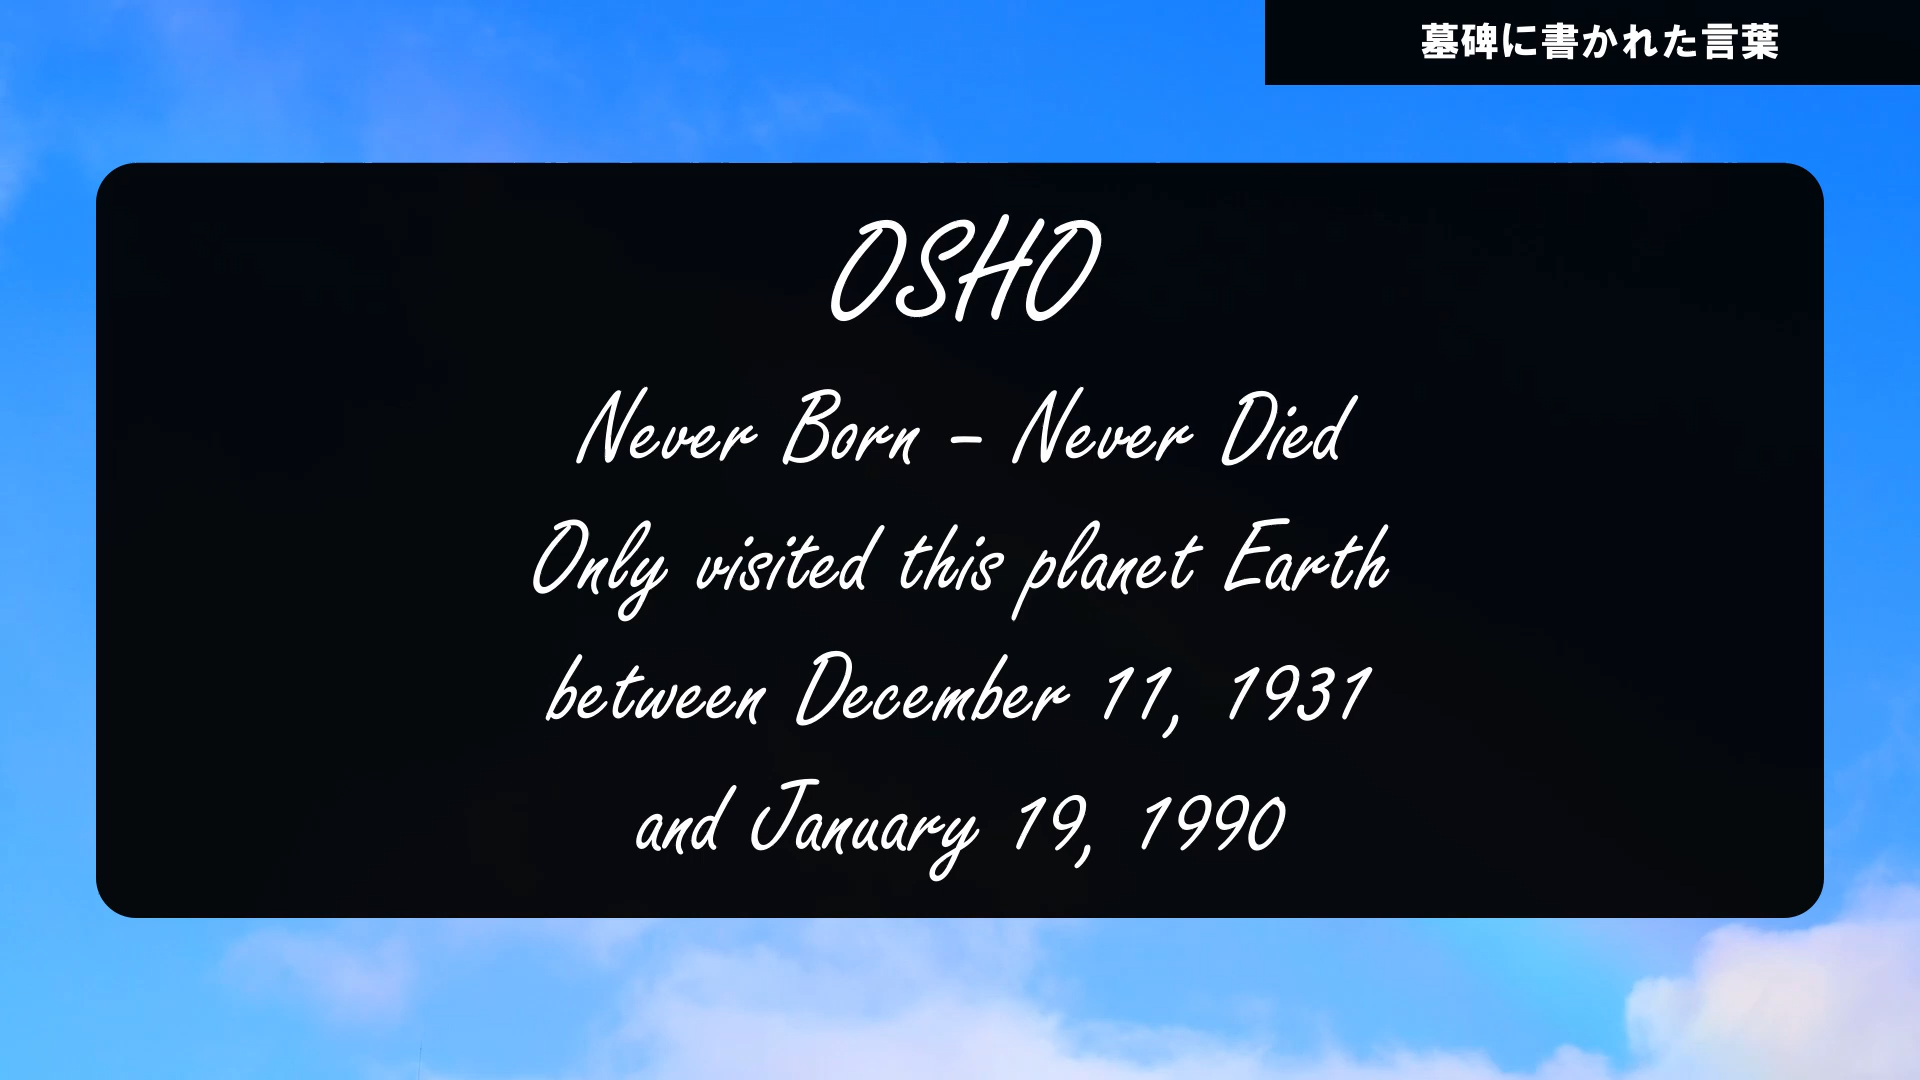 墓碑に書かれた言葉
OSHO
Never Born – Never Died
Only visited this planet Earth
between December 11, 1931
and January 19, 1990